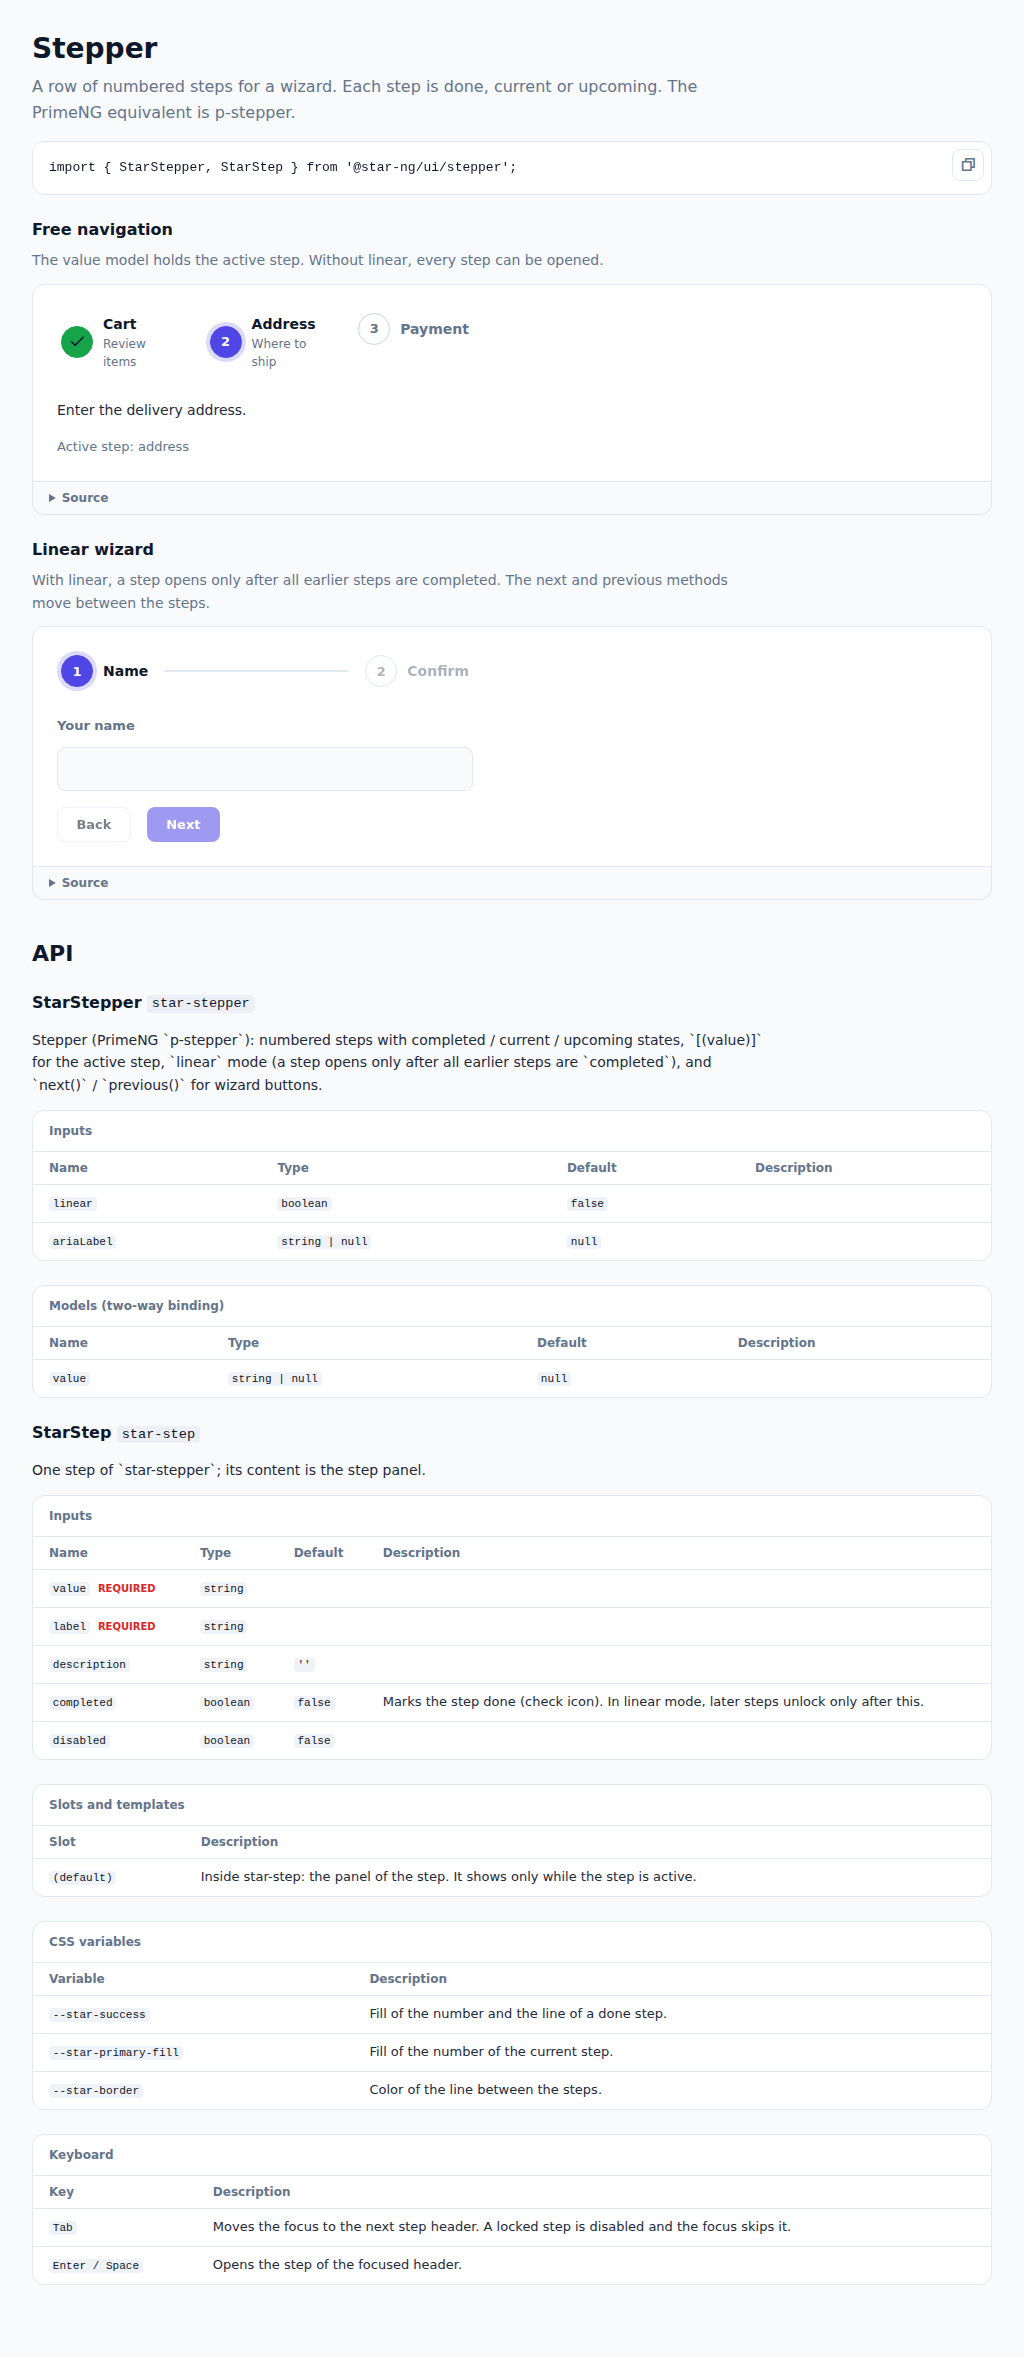 Stepper
A row of numbered steps for a wizard. Each step is done, current or upcoming. The
PrimeNG equivalent is p-stepper.
import { StarStepper, StarStep } from '@star-ng/ui/stepper';
Free navigation
The value model holds the active step. Without linear, every step can be opened.
Cart
Review
items
2
Address
Where to
ship
3
Payment
Enter the delivery address.
Active step: address
Source
Linear wizard
With linear, a step opens only after all earlier steps are completed. The next and previous methods
move between the steps.
1 Name
2 Confirm
Your name
Back Next
Source
API
StarStepper star-stepper
Stepper (PrimeNG `p-stepper`): numbered steps with completed / current / upcoming states, `[(value)]`
for the active step, `linear` mode (a step opens only after all earlier steps are `completed`), and
`next()` / `previous()` for wizard buttons.
Inputs
Name Type Default Description
linear boolean false
ariaLabel string | null null
Models (two-way binding)
Name Type Default Description
value string | null null
StarStep star-step
One step of `star-stepper`; its content is the step panel.
Inputs
Name Type Default Description
value REQUIRED string
label REQUIRED string
description string ''
completed boolean false Marks the step done (check icon). In linear mode, later steps unlock only after this.
disabled boolean false
Slots and templates
Slot Description
(default) Inside star-step: the panel of the step. It shows only while the step is active.
CSS variables
Variable Description
--star-success Fill of the number and the line of a done step.
--star-primary-fill Fill of the number of the current step.
--star-border Color of the line between the steps.
Keyboard
Key Description
Tab Moves the focus to the next step header. A locked step is disabled and the focus skips it.
Enter / Space Opens the step of the focused header.